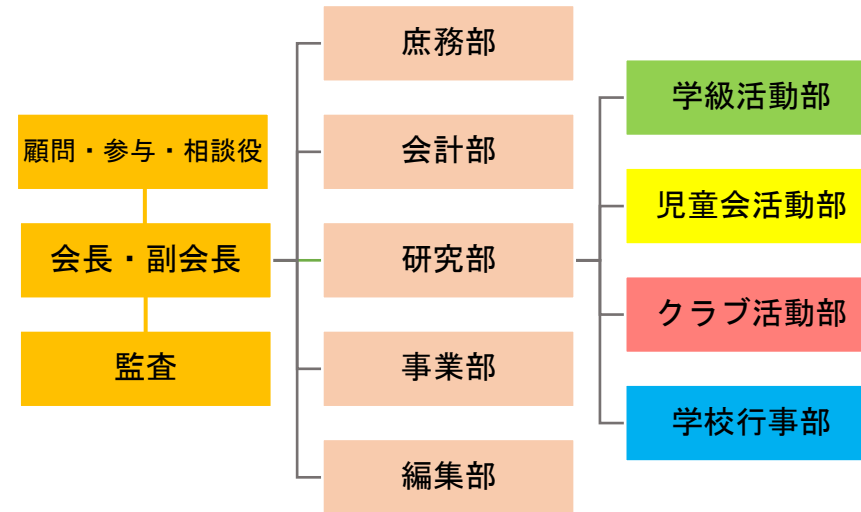 顧問・参与・相談役
会長・副会長
監査
庶務部
会計部
研究部
事業部
編集部
学級活動部
児童会活動部
クラブ活動部
学校行事部